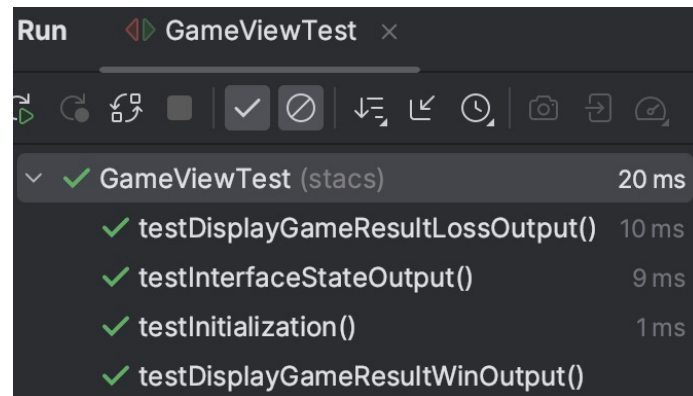 Run GameViewTest
GameViewTest (stacs) 20 ms
testDisplayGameResultLossOutput() 10 ms
testInterfaceStateOutput() 9 ms
testInitialization() 1 ms
testDisplayGameResultWinOutput()